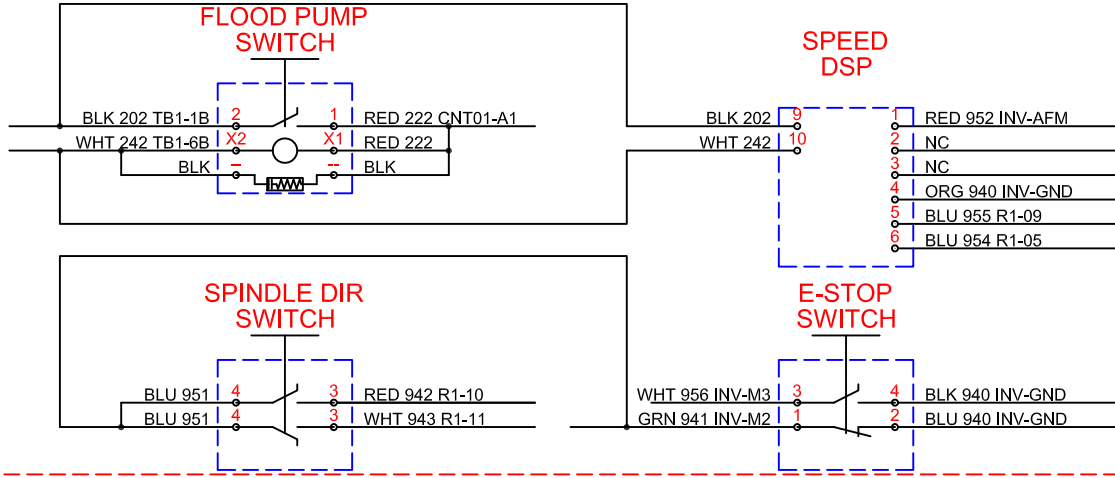 FLOOD PUMP
SWITCH
BLK 202 TB1-1B 2 1 RED 222 CNT01-A1
WHT 242 TB1-6B X2 X1 RED 222
BLK -- -- BLK
SPEED
DSP
BLK 202 9 1 RED 952 INV-AFM
WHT 242 10 2 NC
3 NC
4 ORG 940 INV-GND
5 BLU 955 R1-09
6 BLU 954 R1-05
SPINDLE DIR
SWITCH
BLU 951 4 3 RED 942 R1-10
BLU 951 4 3 WHT 943 R1-11
E-STOP
SWITCH
WHT 956 INV-M3 3 4 BLK 940 INV-GND
GRN 941 INV-M2 1 2 BLU 940 INV-GND